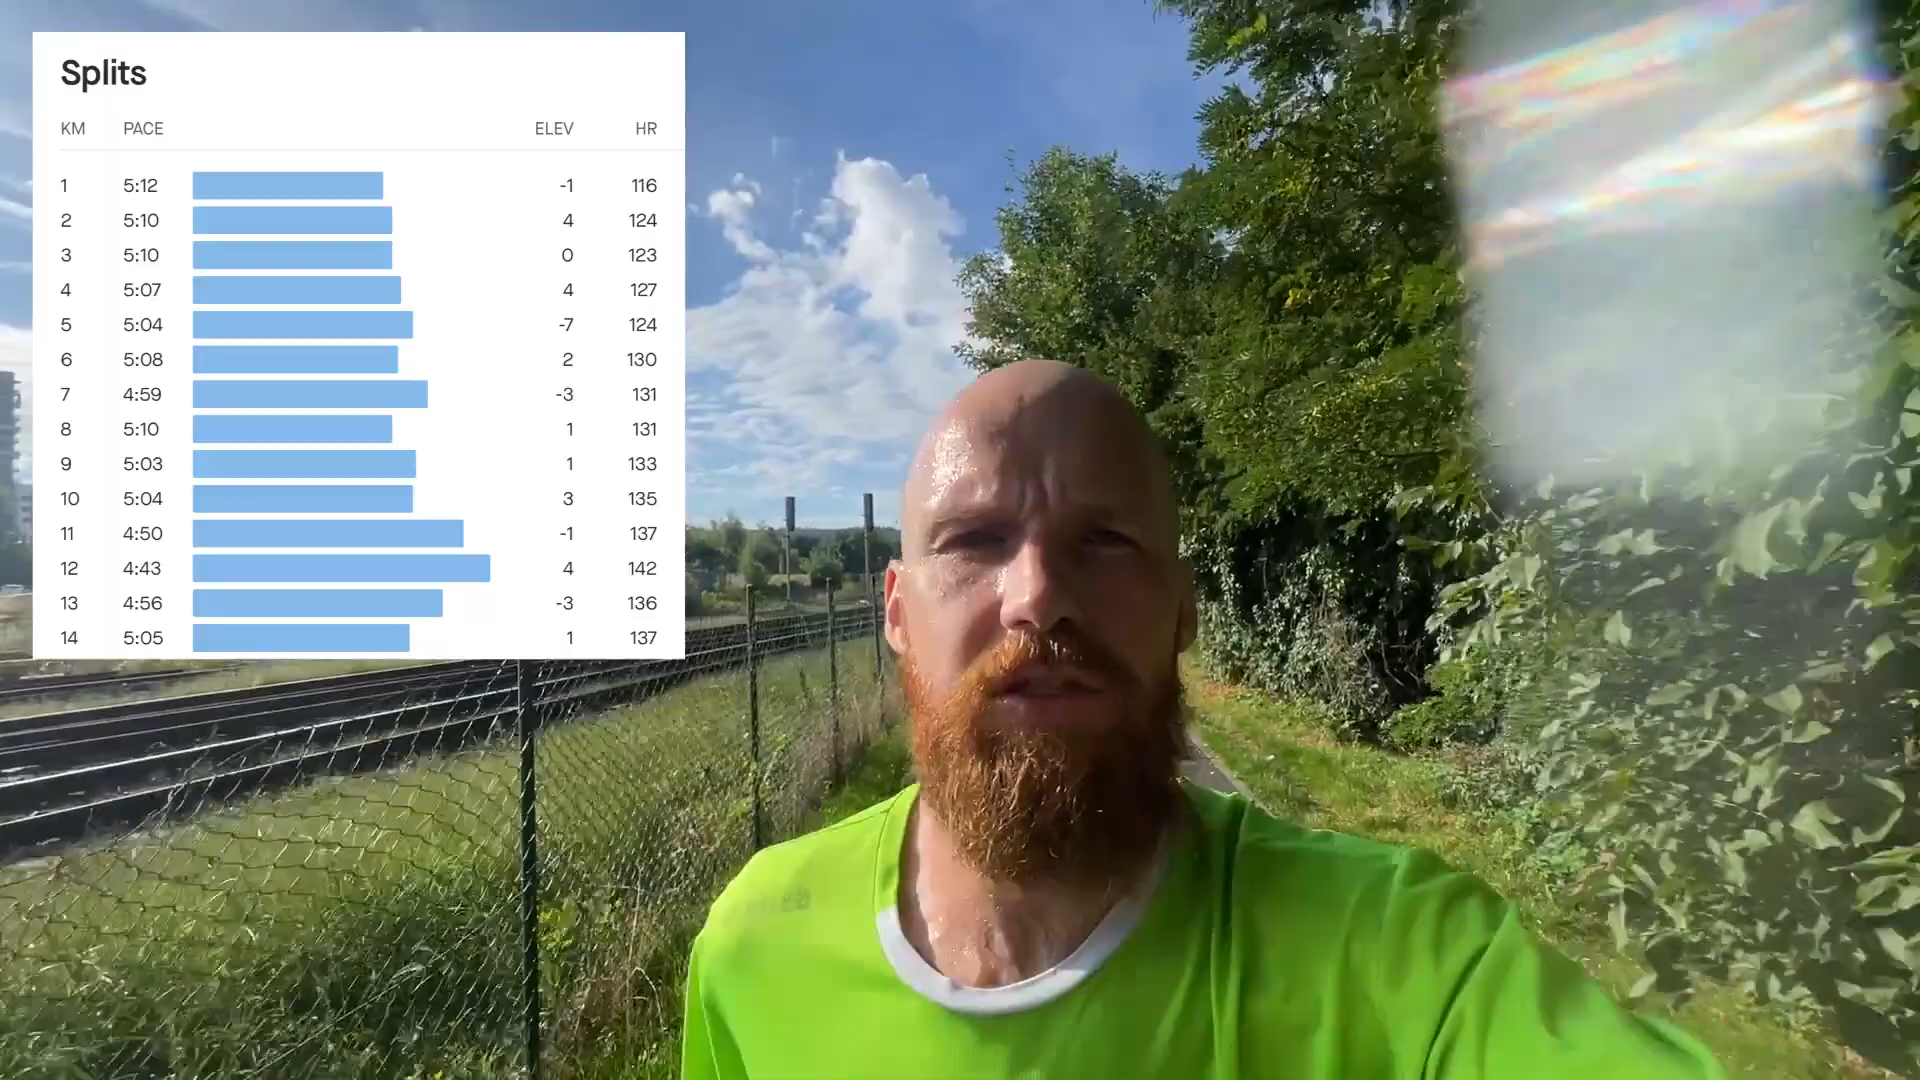 Splits
KM PACE ELEV HR
1 5:12 -1 116
2 5:10 4 124
3 5:10 0 123
4 5:07 4 127
5 5:04 -7 124
6 5:08 2 130
7 4:59 -3 131
8 5:10 1 131
9 5:03 1 133
10 5:04 3 135
11 4:50 -1 137
12 4:43 4 142
13 4:56 -3 136
14 5:05 1 137